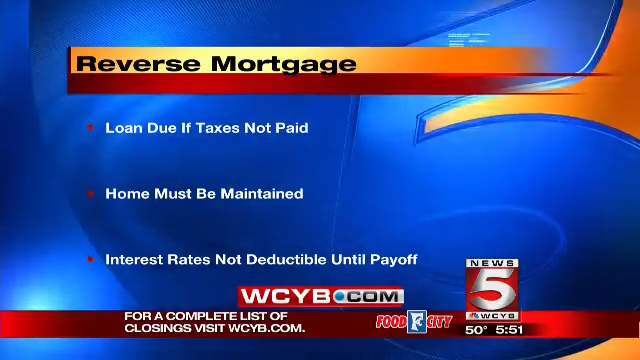 Reverse Mortgage
Loan Due If Taxes Not Paid
Home Must Be Maintained
Interest Rates Not Deductible Until Payoff
WCYB.COM
NEWS
5
WCYB
FOR A COMPLETE LIST OF
CLOSINGS VISIT WCYB.COM.
FOOD CITY
50° 5:51